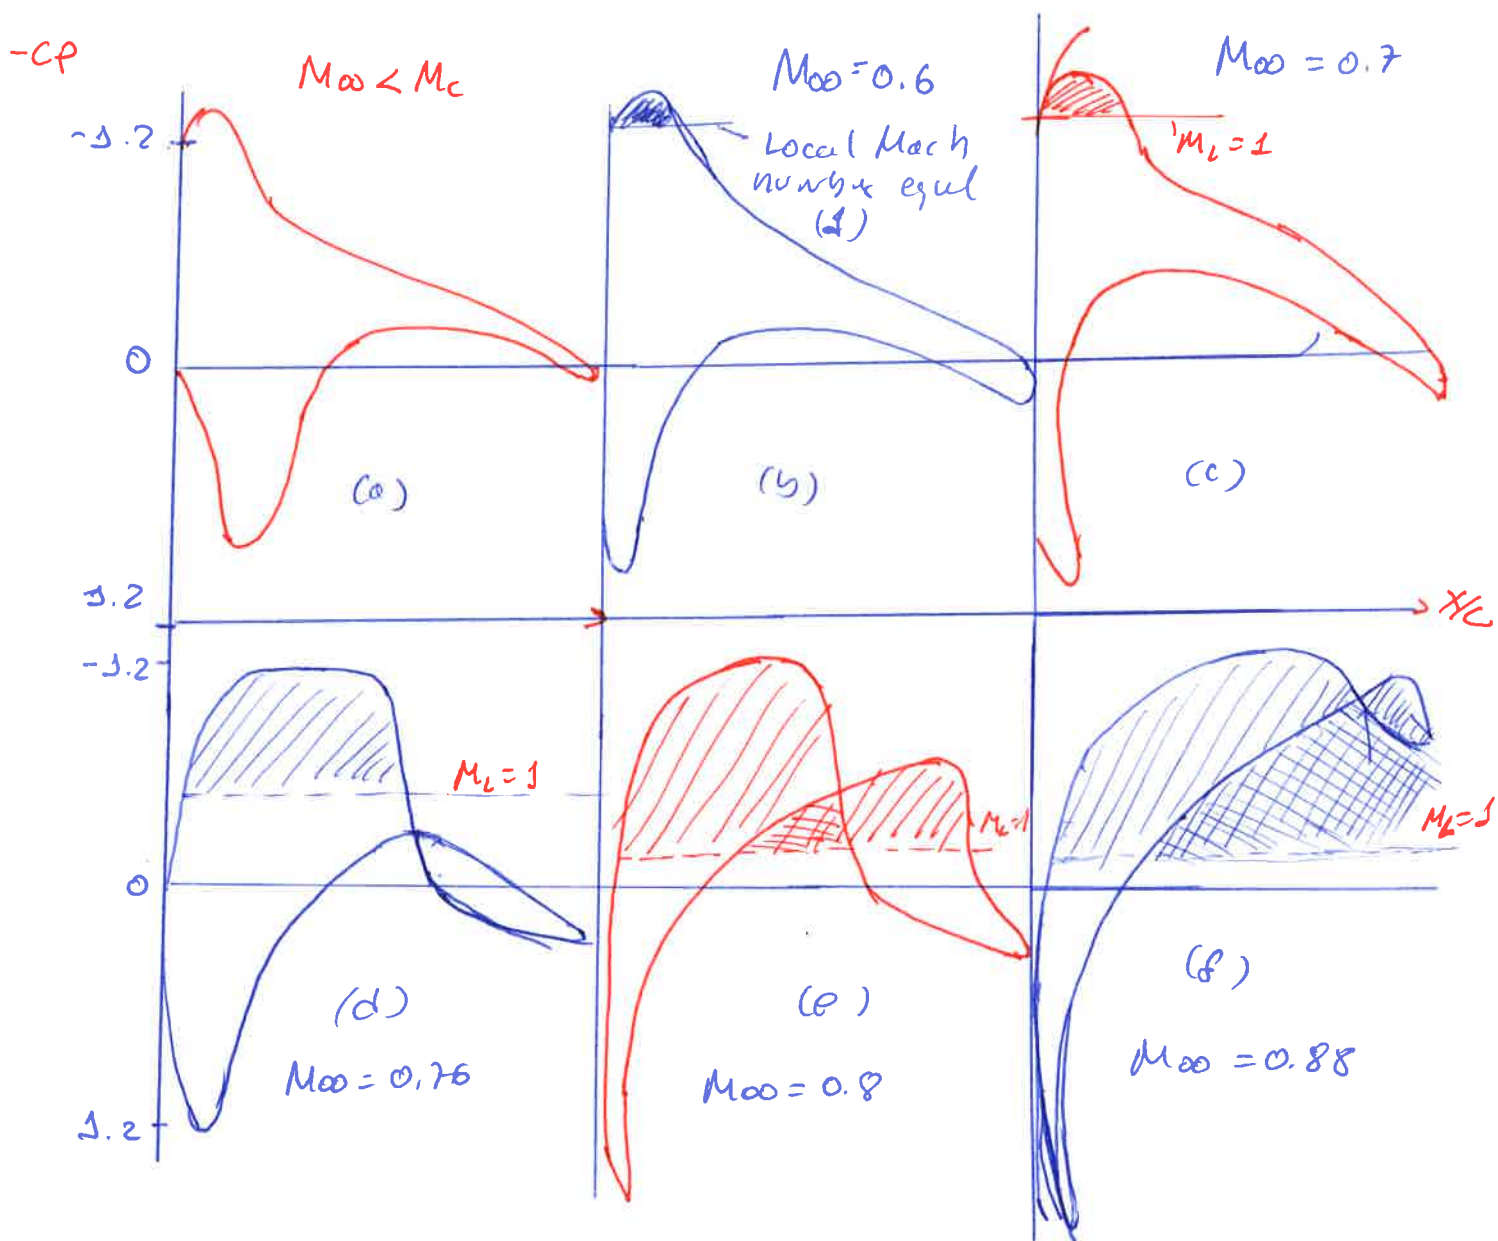 -CP
M∞ < Mc
-1.2
0
1.2
(a)
M∞=0.6
Local Mach
equl
(1)
(b)
M∞ = 0.7
ML=1
(c)
X/C
-1.2
0
1.2
ML=1
(d)
M∞=0.76
ML=1
(e)
M∞=0.8
ML=1
(f)
M∞=0.88